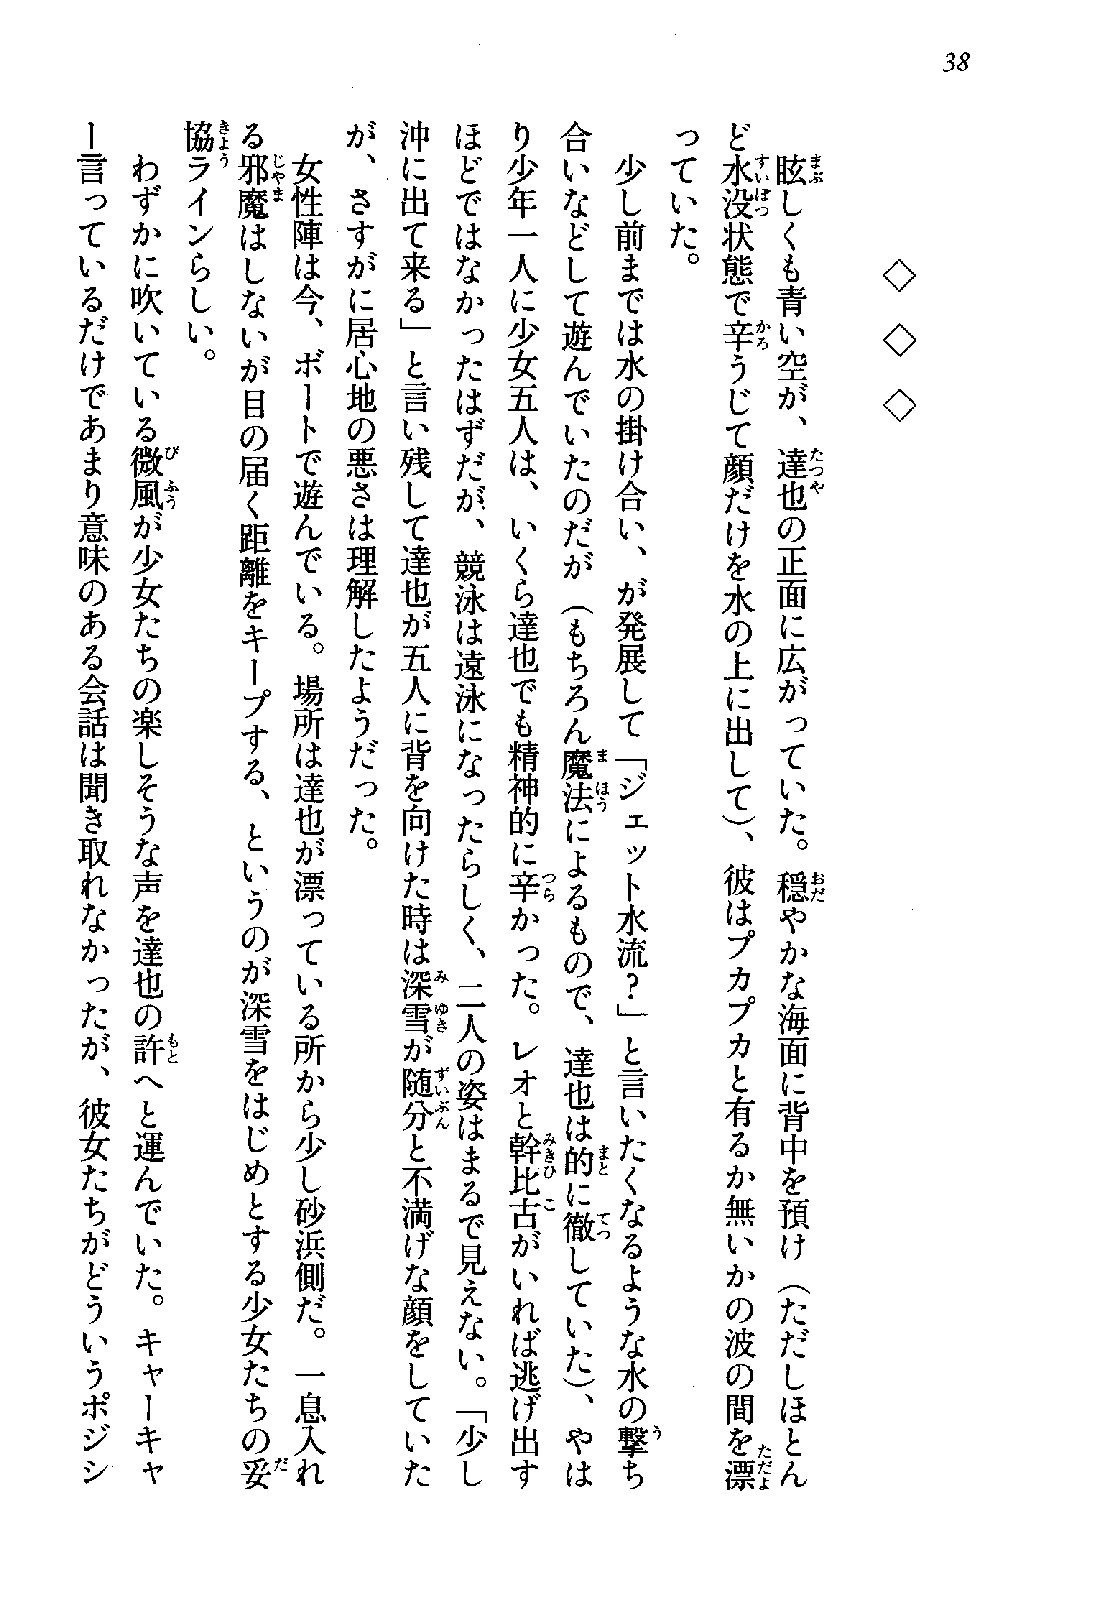 38
◇　◇　◇
眩しくも青い空が、達也の正面に広がっていた。穏やかな海面に背中を預け（ただしほとん
ど水没状態で辛うじて顔だけを水の上に出して）、彼はプカプカと有るか無いかの波の間を漂
っていた。
少し前までは水の掛け合い、が発展して「ジェット水流？」と言いたくなるような水の撃ち
合いなどして遊んでいたのだが（もちろん魔法によるもので、達也は的に徹していた）、やは
り少年一人に少女五人は、いくら達也でも精神的に辛かった。レオと幹比古がいれば逃げ出す
ほどではなかったはずだが、競泳は遠泳になったらしく、二人の姿はまるで見えない。「少し
沖に出て来る」と言い残して達也が五人に背を向けた時は深雪が随分と不満げな顔をしていた
が、さすがに居心地の悪さは理解したようだった。
女性陣は今、ボートで遊んでいる。場所は達也が漂っている所から少し砂浜側だ。一息入れ
る邪魔はしないが目の届く距離をキープする、というのが深雪をはじめとする少女たちの妥
協ラインらしい。
わずかに吹いている微風が少女たちの楽しそうな声を達也の許へと運んでいた。キャーキャ
ー言っているだけであまり意味のある会話は聞き取れなかったが、彼女たちがどういうポジシ